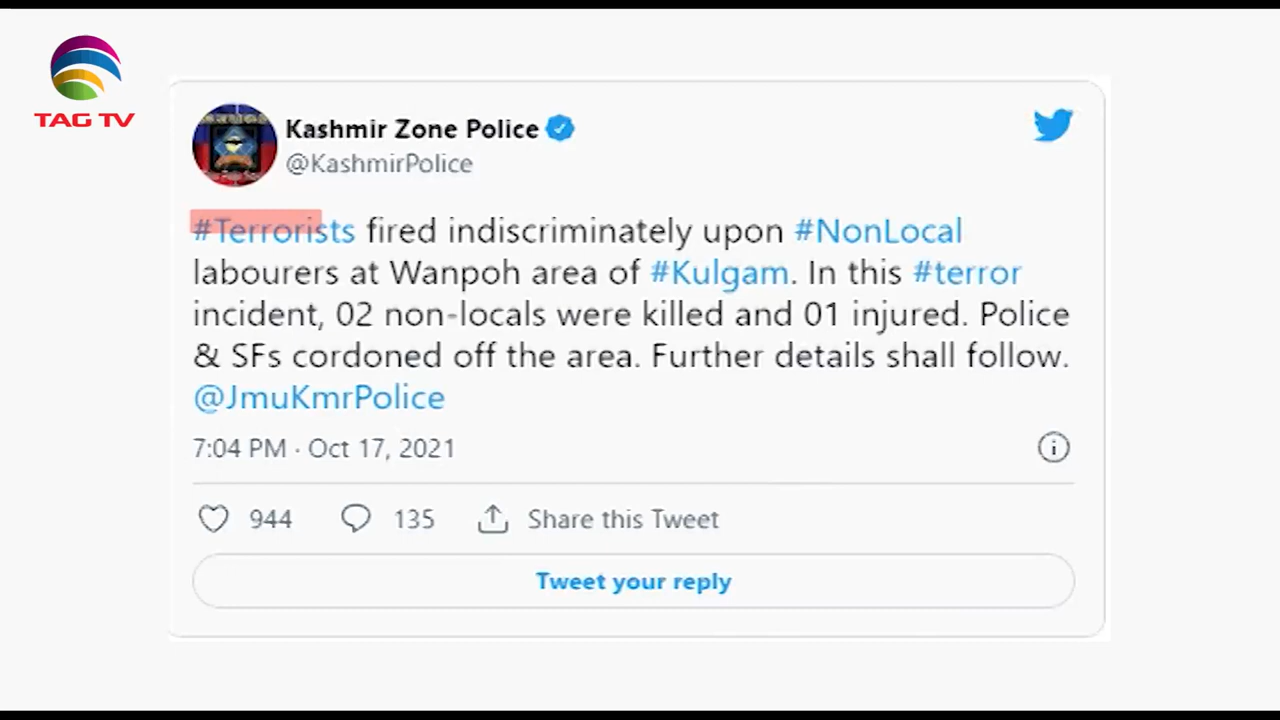 TAG TV
Kashmir Zone Police
@KashmirPolice
#Terrorists fired indiscriminately upon #NonLocal
labourers at Wanpoh area of #Kulgam. In this #terror
incident, 02 non-locals were killed and 01 injured. Police
& SFs cordoned off the area. Further details shall follow.
@JmuKmrPolice
7:04 PM · Oct 17, 2021
944 135 Share this Tweet
Tweet your reply